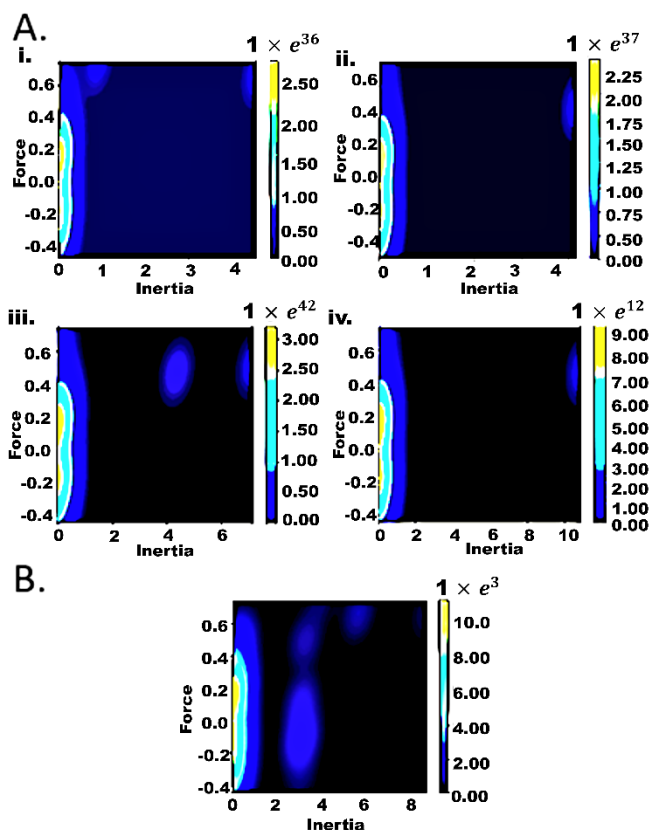 A.
i.
1 × e^36
0.6
0.4
0.2
0.0
-0.2
-0.4
Force
0 1 2 3 4
Inertia
2.50
2.00
1.50
1.00
0.50
0.00
ii.
1 × e^37
0.6
0.4
0.2
0.0
-0.2
-0.4
Force
1 2 3 4
Inertia
2.25
2.00
1.75
1.50
1.25
1.00
0.75
0.50
0.00
iii.
1 × e^42
0.6
0.4
0.2
0.0
-0.2
-0.4
Force
0 2 4 6
Inertia
3.00
2.50
2.00
1.50
1.00
0.50
0.00
iv.
1 × e^12
0.6
0.4
0.2
0.0
-0.2
-0.4
Force
0 2 4 6 8 10
Inertia
9.00
8.00
7.00
6.00
5.00
4.00
3.00
2.00
1.00
0.00
B.
1 × e^3
0.6
0.4
0.2
0.0
-0.2
-0.4
Force
0 2 4 6 8
Inertia
10.0
8.00
6.00
4.00
2.00
0.00